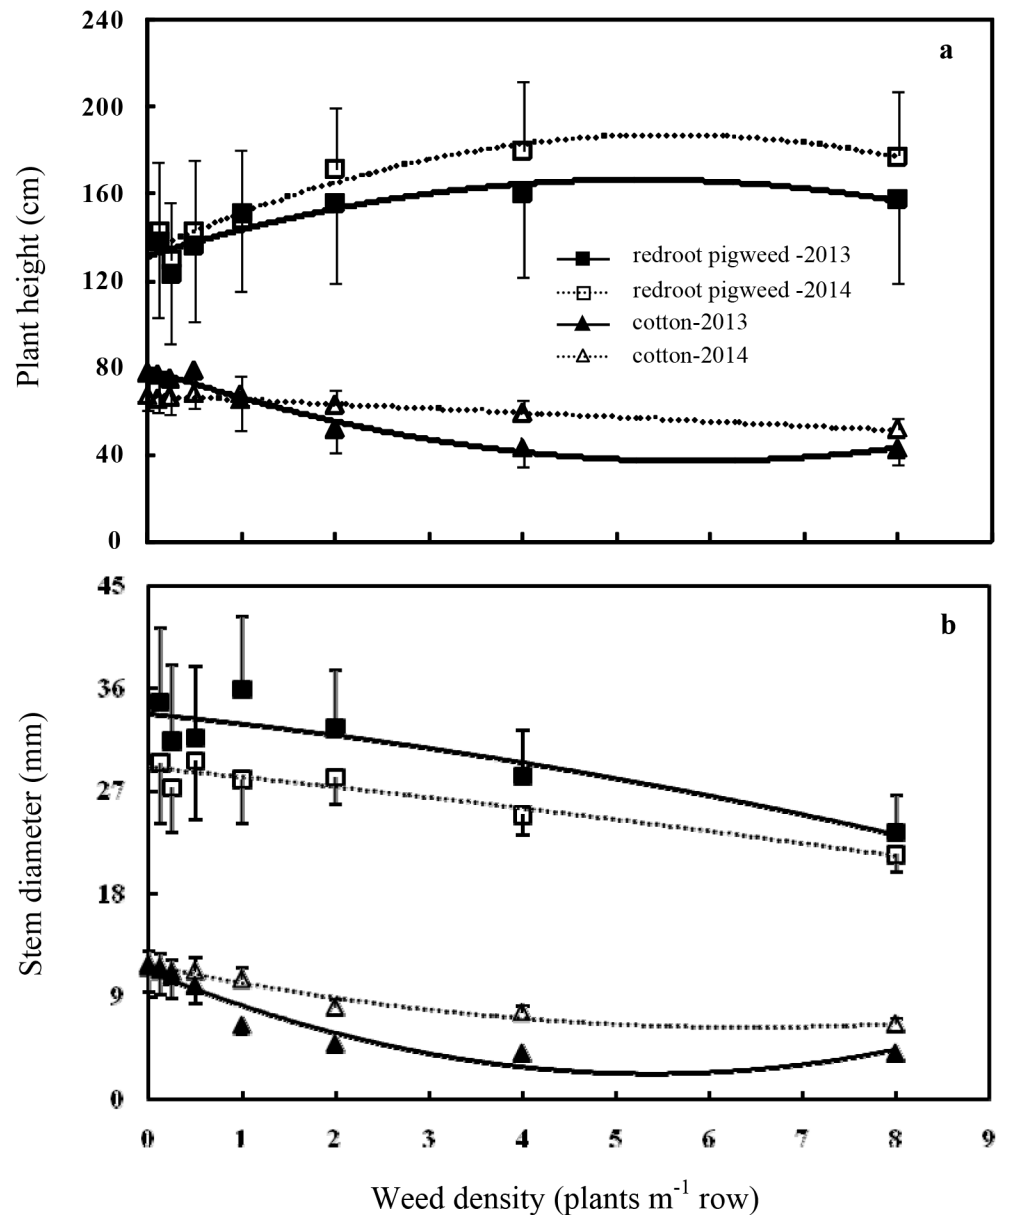 240
a
200
160
120
80
40
0
Plant height (cm)
redroot pigweed -2013
redroot pigweed -2014
cotton-2013
cotton-2014
45
b
36
27
18
9
0
Stem diameter (mm)
0 1 2 3 4 5 6 7 8 9
Weed density (plants m⁻¹ row)